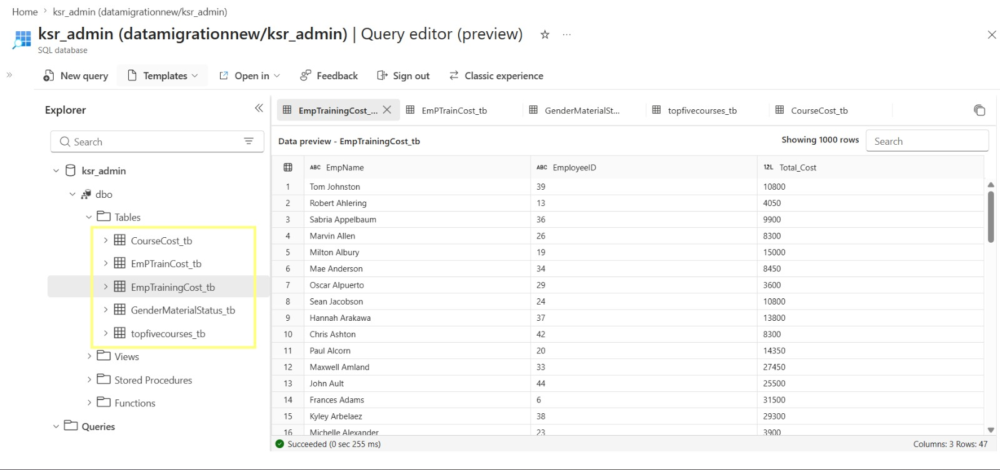 Home > ksr_admin (datamigrationnew/ksr_admin)
ksr_admin (datamigrationnew/ksr_admin) | Query editor (preview)
SQL database
New query Templates Open in Feedback Sign out Classic experience
Explorer
Search
ksr_admin
dbo
Tables
CourseCost_tb
EmPTrainCost_tb
EmpTrainingCost_tb
GenderMaterialStatus_tb
topfivecourses_tb
Views
Stored Procedures
Functions
Queries
EmpTrainingCost_... EmPTrainCost_tb GenderMaterialSt... topfivecourses_tb CourseCost_tb
Data preview - EmpTrainingCost_tb Showing 1000 rows Search
ABC EmpName ABC EmployeeID 12L Total_Cost
1 Tom Johnston 39 10800
2 Robert Ahlering 13 4050
3 Sabria Appelbaum 36 9900
4 Marvin Allen 26 8300
5 Milton Albury 19 15000
6 Mae Anderson 34 8450
7 Oscar Alpuerto 29 3600
8 Sean Jacobson 24 10800
9 Hannah Arakawa 37 13800
10 Chris Ashton 42 8300
11 Paul Alcorn 20 14350
12 Maxwell Amland 33 27450
13 John Ault 44 25500
14 Frances Adams 6 31500
15 Kyley Arbelaez 38 29300
16 Michelle Alexander 23 3900
Succeeded (0 sec 255 ms) Columns: 3 Rows: 47